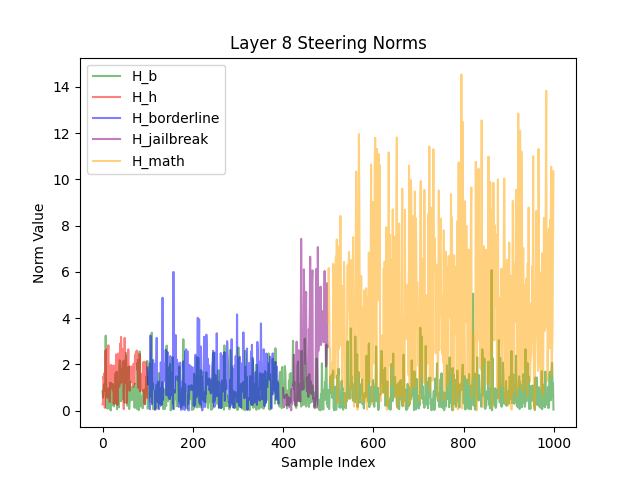 Layer 8 Steering Norms
H_b
H_h
H_borderline
H_jailbreak
H_math
Norm Value
14
12
10
8
6
4
2
0
0 200 400 600 800 1000
Sample Index